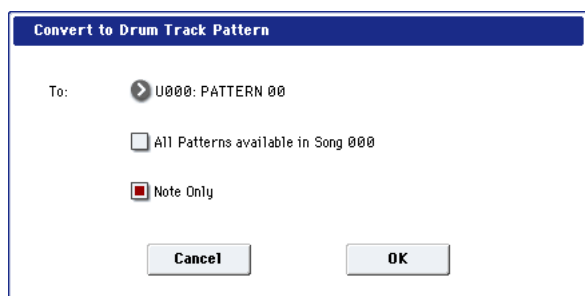 Convert to Drum Track Pattern
To: U000: PATTERN 00
All Patterns available in Song 000
Note Only
Cancel OK